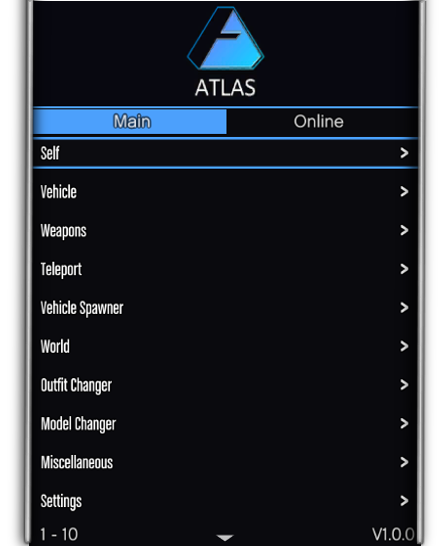 ATLAS
Main Online
Self >
Vehicle >
Weapons >
Teleport >
Vehicle Spawner >
World >
Outfit Changer >
Model Changer >
Miscellaneous >
Settings >
1 - 10 V1.0.0